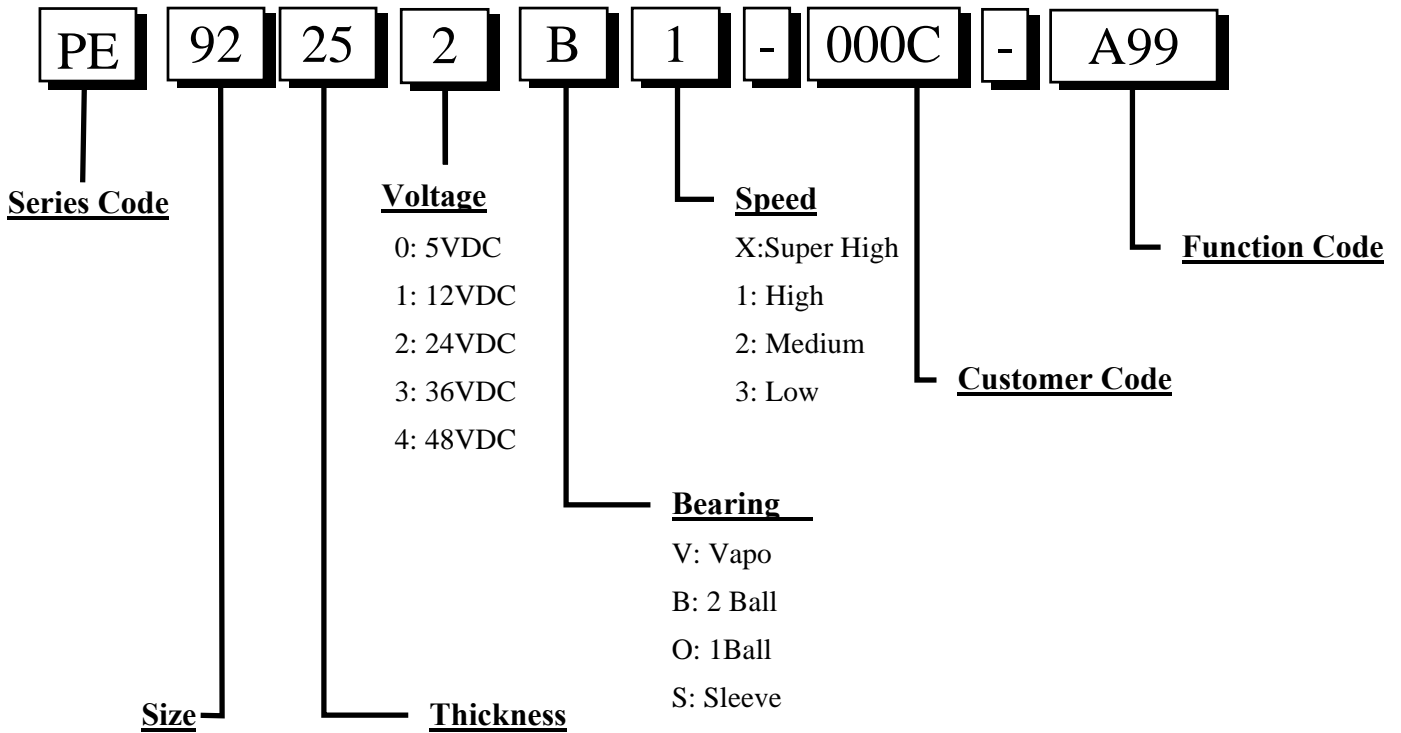 PE 92 25 2 B 1 - 000C - A99
Series Code
Voltage
0: 5VDC
1: 12VDC
2: 24VDC
3: 36VDC
4: 48VDC
Speed
X:Super High
1: High
2: Medium
3: Low
Function Code
Customer Code
Bearing
V: Vapo
B: 2 Ball
O: 1Ball
S: Sleeve
Size
Thickness